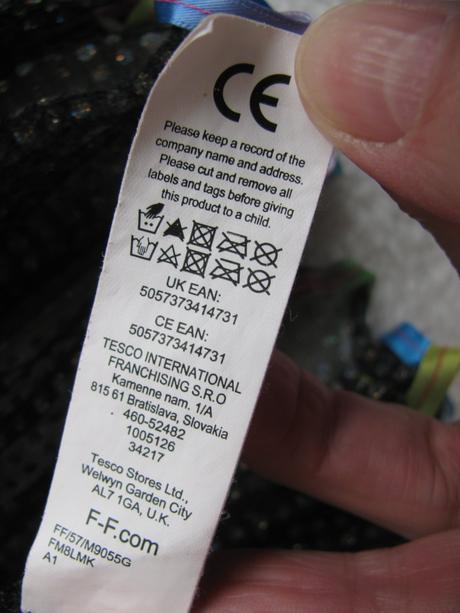 CE
Please keep a record of the
company name and address.
Please cut and remove all
labels and tags before giving
this product to a child.
UK EAN:
5057373414731
CE EAN:
5057373414731
TESCO INTERNATIONAL
FRANCHISING S.R.O
Kamenne nam. 1/A
815 61 Bratislava, Slovakia
460-52482
1005126
34217
Tesco Stores Ltd.,
Welwyn Garden City
AL7 1GA, U.K.
F-F.com
FF/57/M9055G
FM8LMK
A1